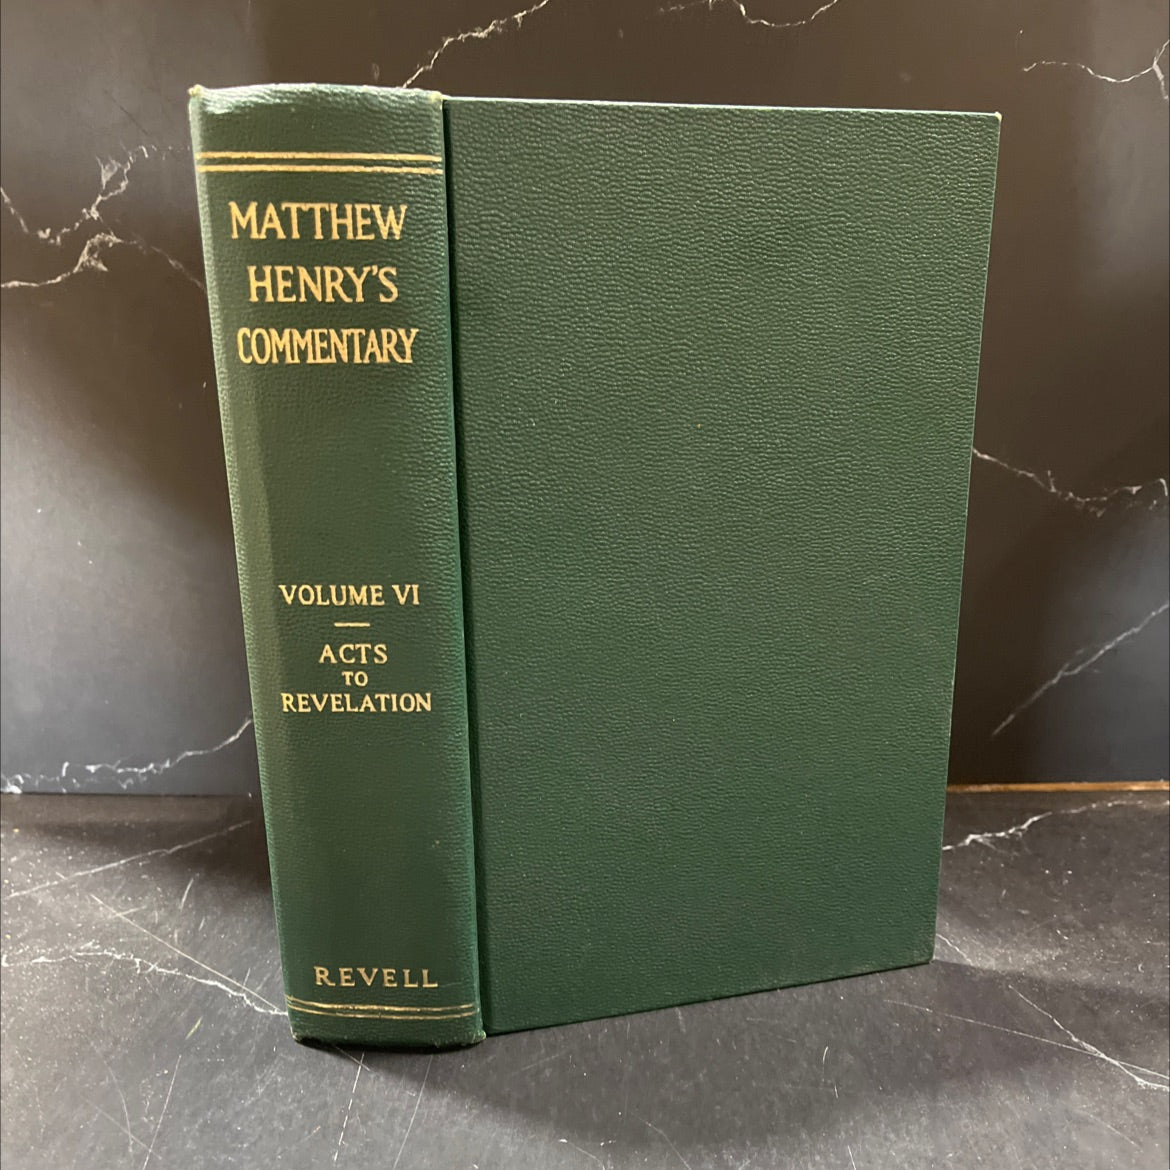 MATTHEW
HENRY'S
COMMENTARY
VOLUME VI
ACTS
TO
REVELATION
REVELL